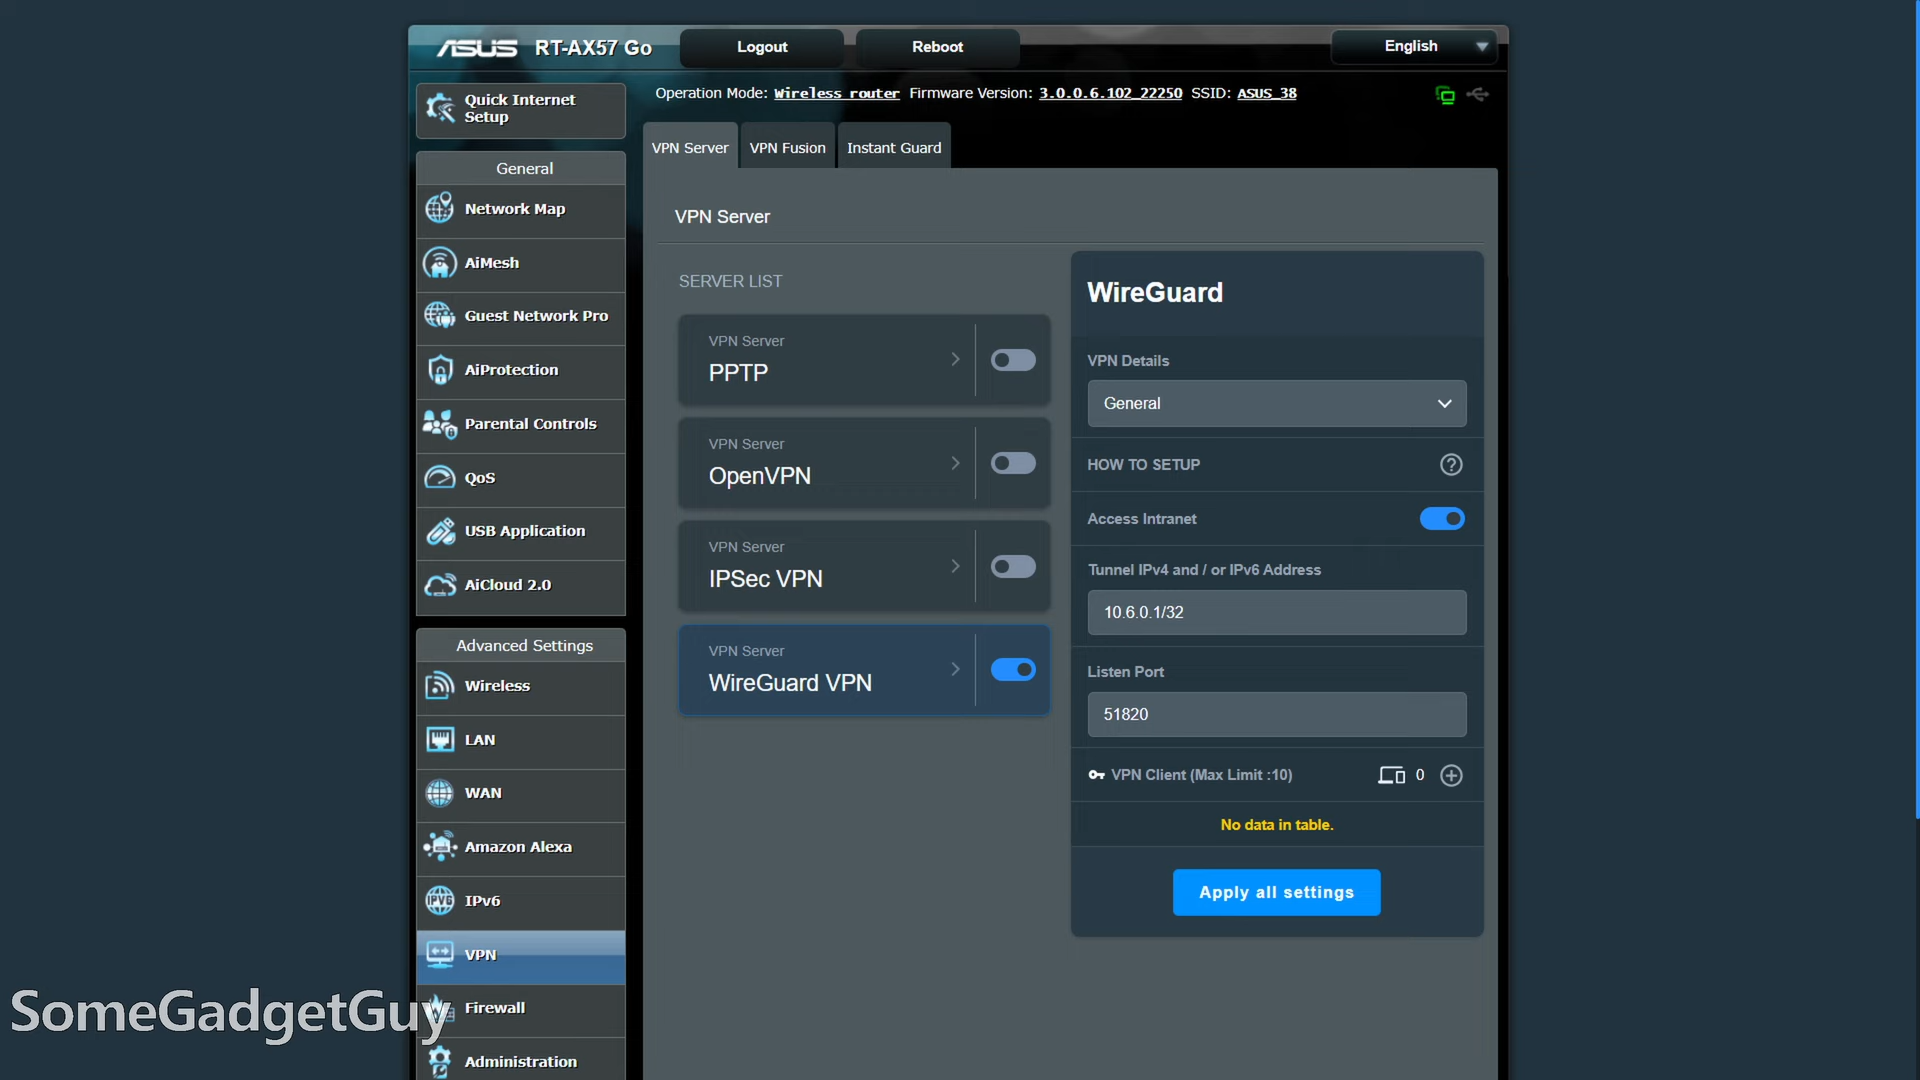 ASUS RT-AX57 Go
Logout
Reboot
English
Operation Mode: Wireless router Firmware Version: 3.0.0.6.102_22250 SSID: ASUS_38
Quick Internet
Setup
General
Network Map
AiMesh
Guest Network Pro
AiProtection
Parental Controls
QoS
USB Application
AiCloud 2.0
Advanced Settings
Wireless
LAN
WAN
Amazon Alexa
IPv6
VPN
Firewall
Administration
VPN Server
VPN Fusion
Instant Guard
VPN Server
SERVER LIST
VPN Server
PPTP
VPN Server
OpenVPN
VPN Server
IPSec VPN
VPN Server
WireGuard VPN
WireGuard
VPN Details
General
HOW TO SETUP
Access Intranet
Tunnel IPv4 and / or IPv6 Address
10.6.0.1/32
Listen Port
51820
VPN Client (Max Limit :10)
0
No data in table.
Apply all settings
SomeGadgetGuy